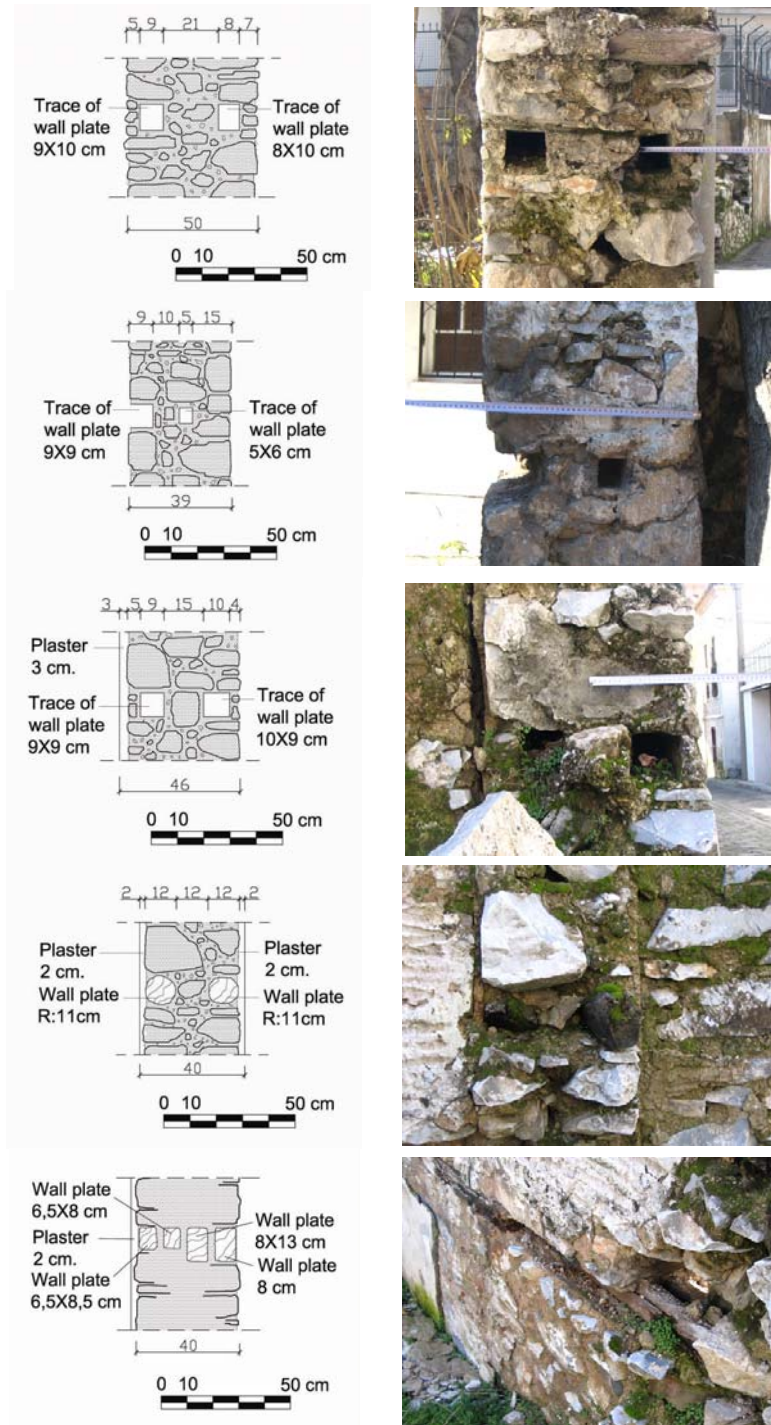 5 9 21 8 7
Trace of
wall plate
9X10 cm
Trace of
wall plate
8X10 cm
50
0 10 50 cm
9 10 5 15
Trace of
wall plate
9X9 cm
Trace of
wall plate
5X6 cm
39
0 10 50 cm
3 5 9 15 10 4
Plaster
3 cm.
Trace of
wall plate
9X9 cm
Trace of
wall plate
10X9 cm
46
0 10 50 cm
2 12 12 12 2
Plaster
2 cm.
Wall plate
R:11cm
Plaster
2 cm.
Wall plate
R:11cm
40
0 10 50 cm
Wall plate
6,5X8 cm
Plaster
2 cm.
Wall plate
6,5X8,5 cm
Wall plate
8X13 cm
Wall plate
8 cm
40
0 10 50 cm